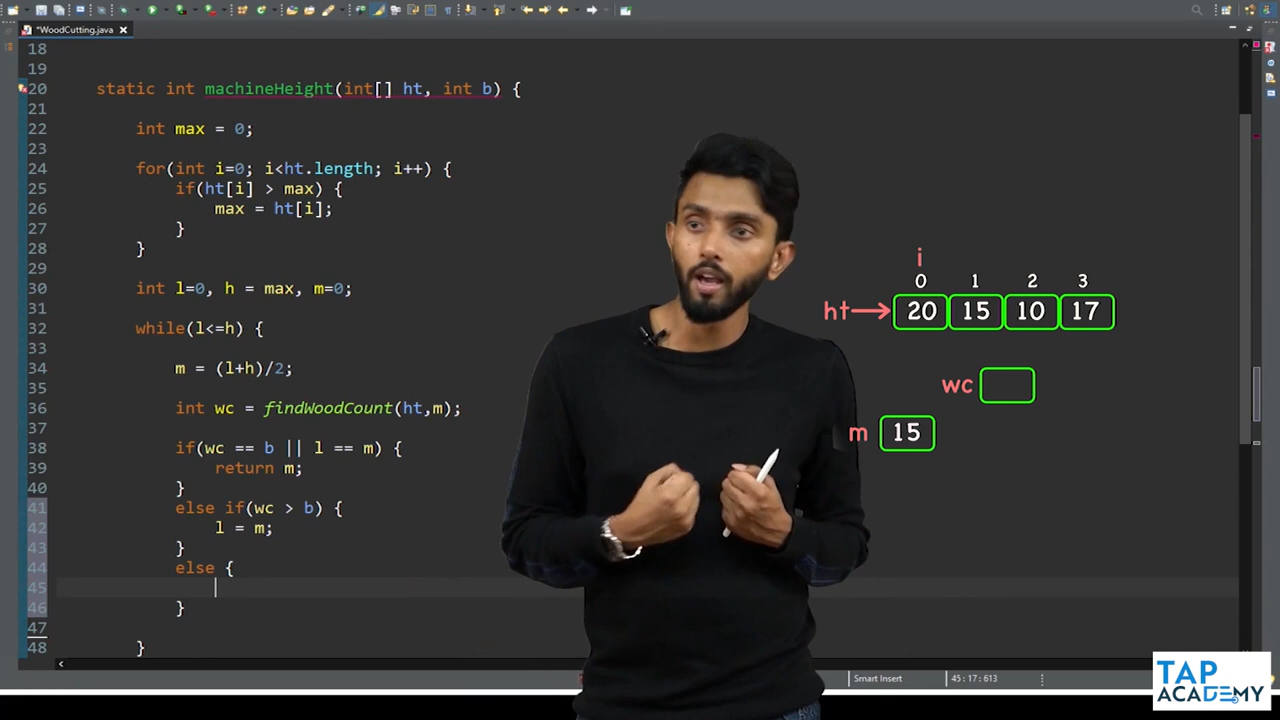 *WoodCutting.java
18
19
20 static int machineHeight(int[] ht, int b) {
21
22 int max = 0;
23
24 for(int i=0; i<ht.length; i++) {
25 if(ht[i] > max) {
26 max = ht[i];
27 }
28 }
29
30 int l=0, h = max, m=0;
31
32 while(l<=h) {
33
34 m = (l+h)/2;
35
36 int wc = findWoodCount(ht,m);
37
38 if(wc == b || l == m) {
39 return m;
40 }
41 else if(wc > b) {
42 l = m;
43 }
44 else {
45
46 }
47
48 }
i
0 1 2 3
ht 20 15 10 17
wc
m 15
Smart Insert 45 : 17 : 613
TAP
ACADEMY